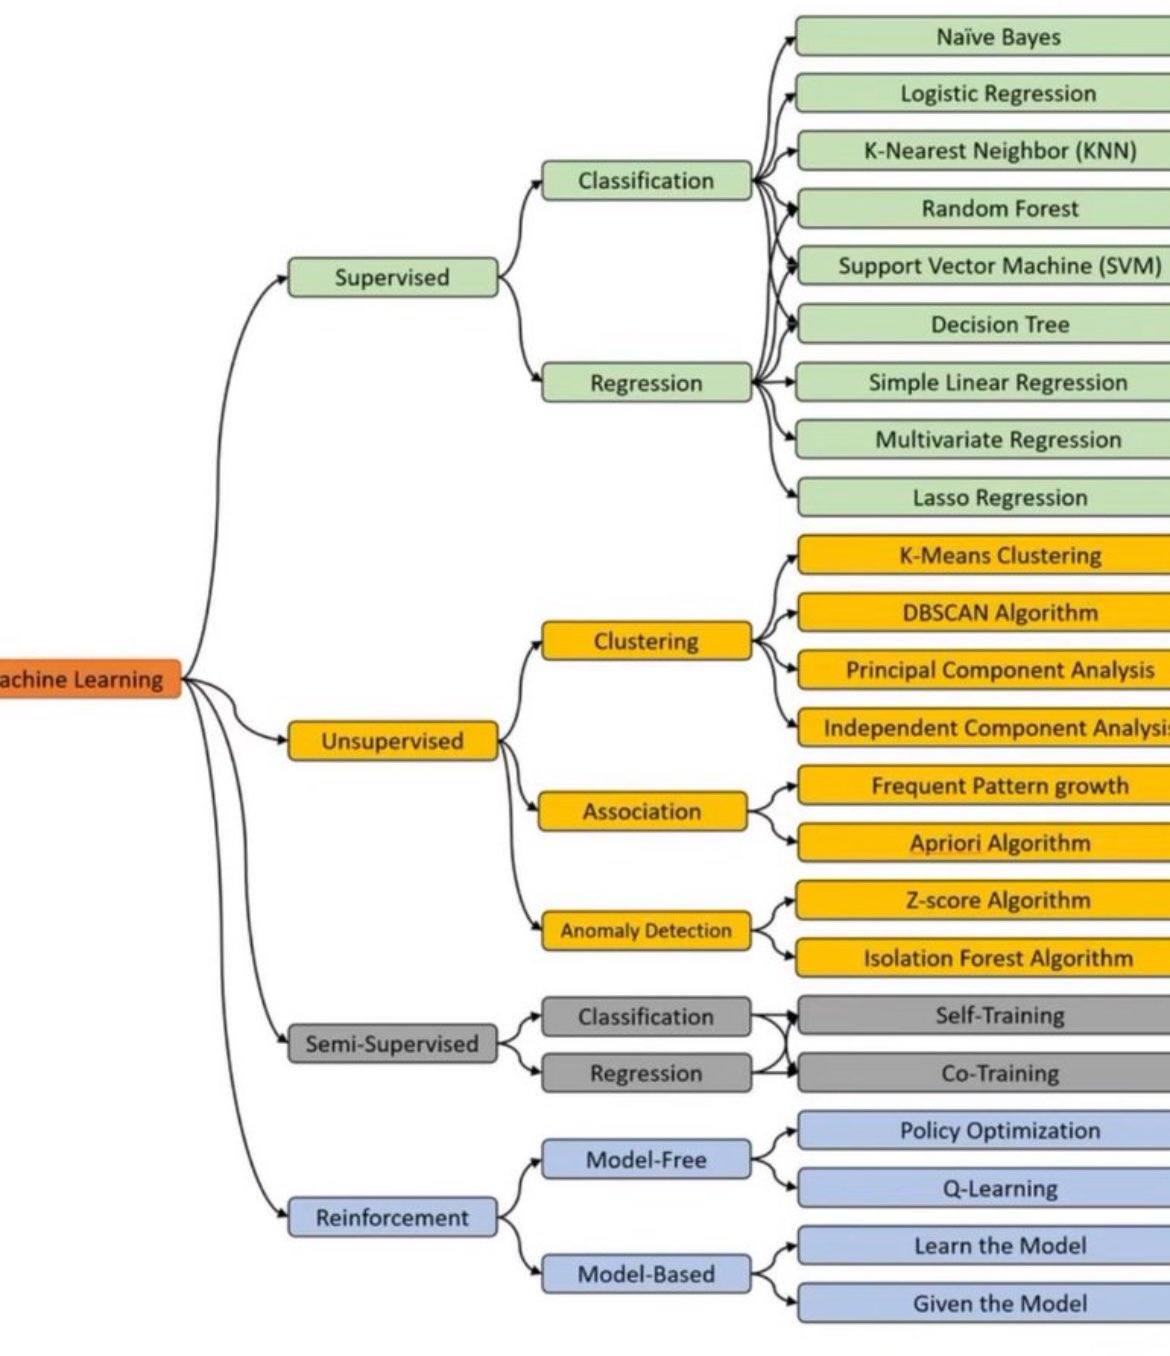 Naïve Bayes
Logistic Regression
K-Nearest Neighbor (KNN)
Classification
Random Forest
Support Vector Machine (SVM)
Supervised
Decision Tree
Regression
Simple Linear Regression
Multivariate Regression
Lasso Regression
K-Means Clustering
DBSCAN Algorithm
Clustering
Principal Component Analysis
achine Learning
Independent Component Analysis
Unsupervised
Frequent Pattern growth
Association
Apriori Algorithm
Z-score Algorithm
Anomaly Detection
Isolation Forest Algorithm
Classification
Self-Training
Semi-Supervised
Regression
Co-Training
Policy Optimization
Model-Free
Q-Learning
Reinforcement
Learn the Model
Model-Based
Given the Model